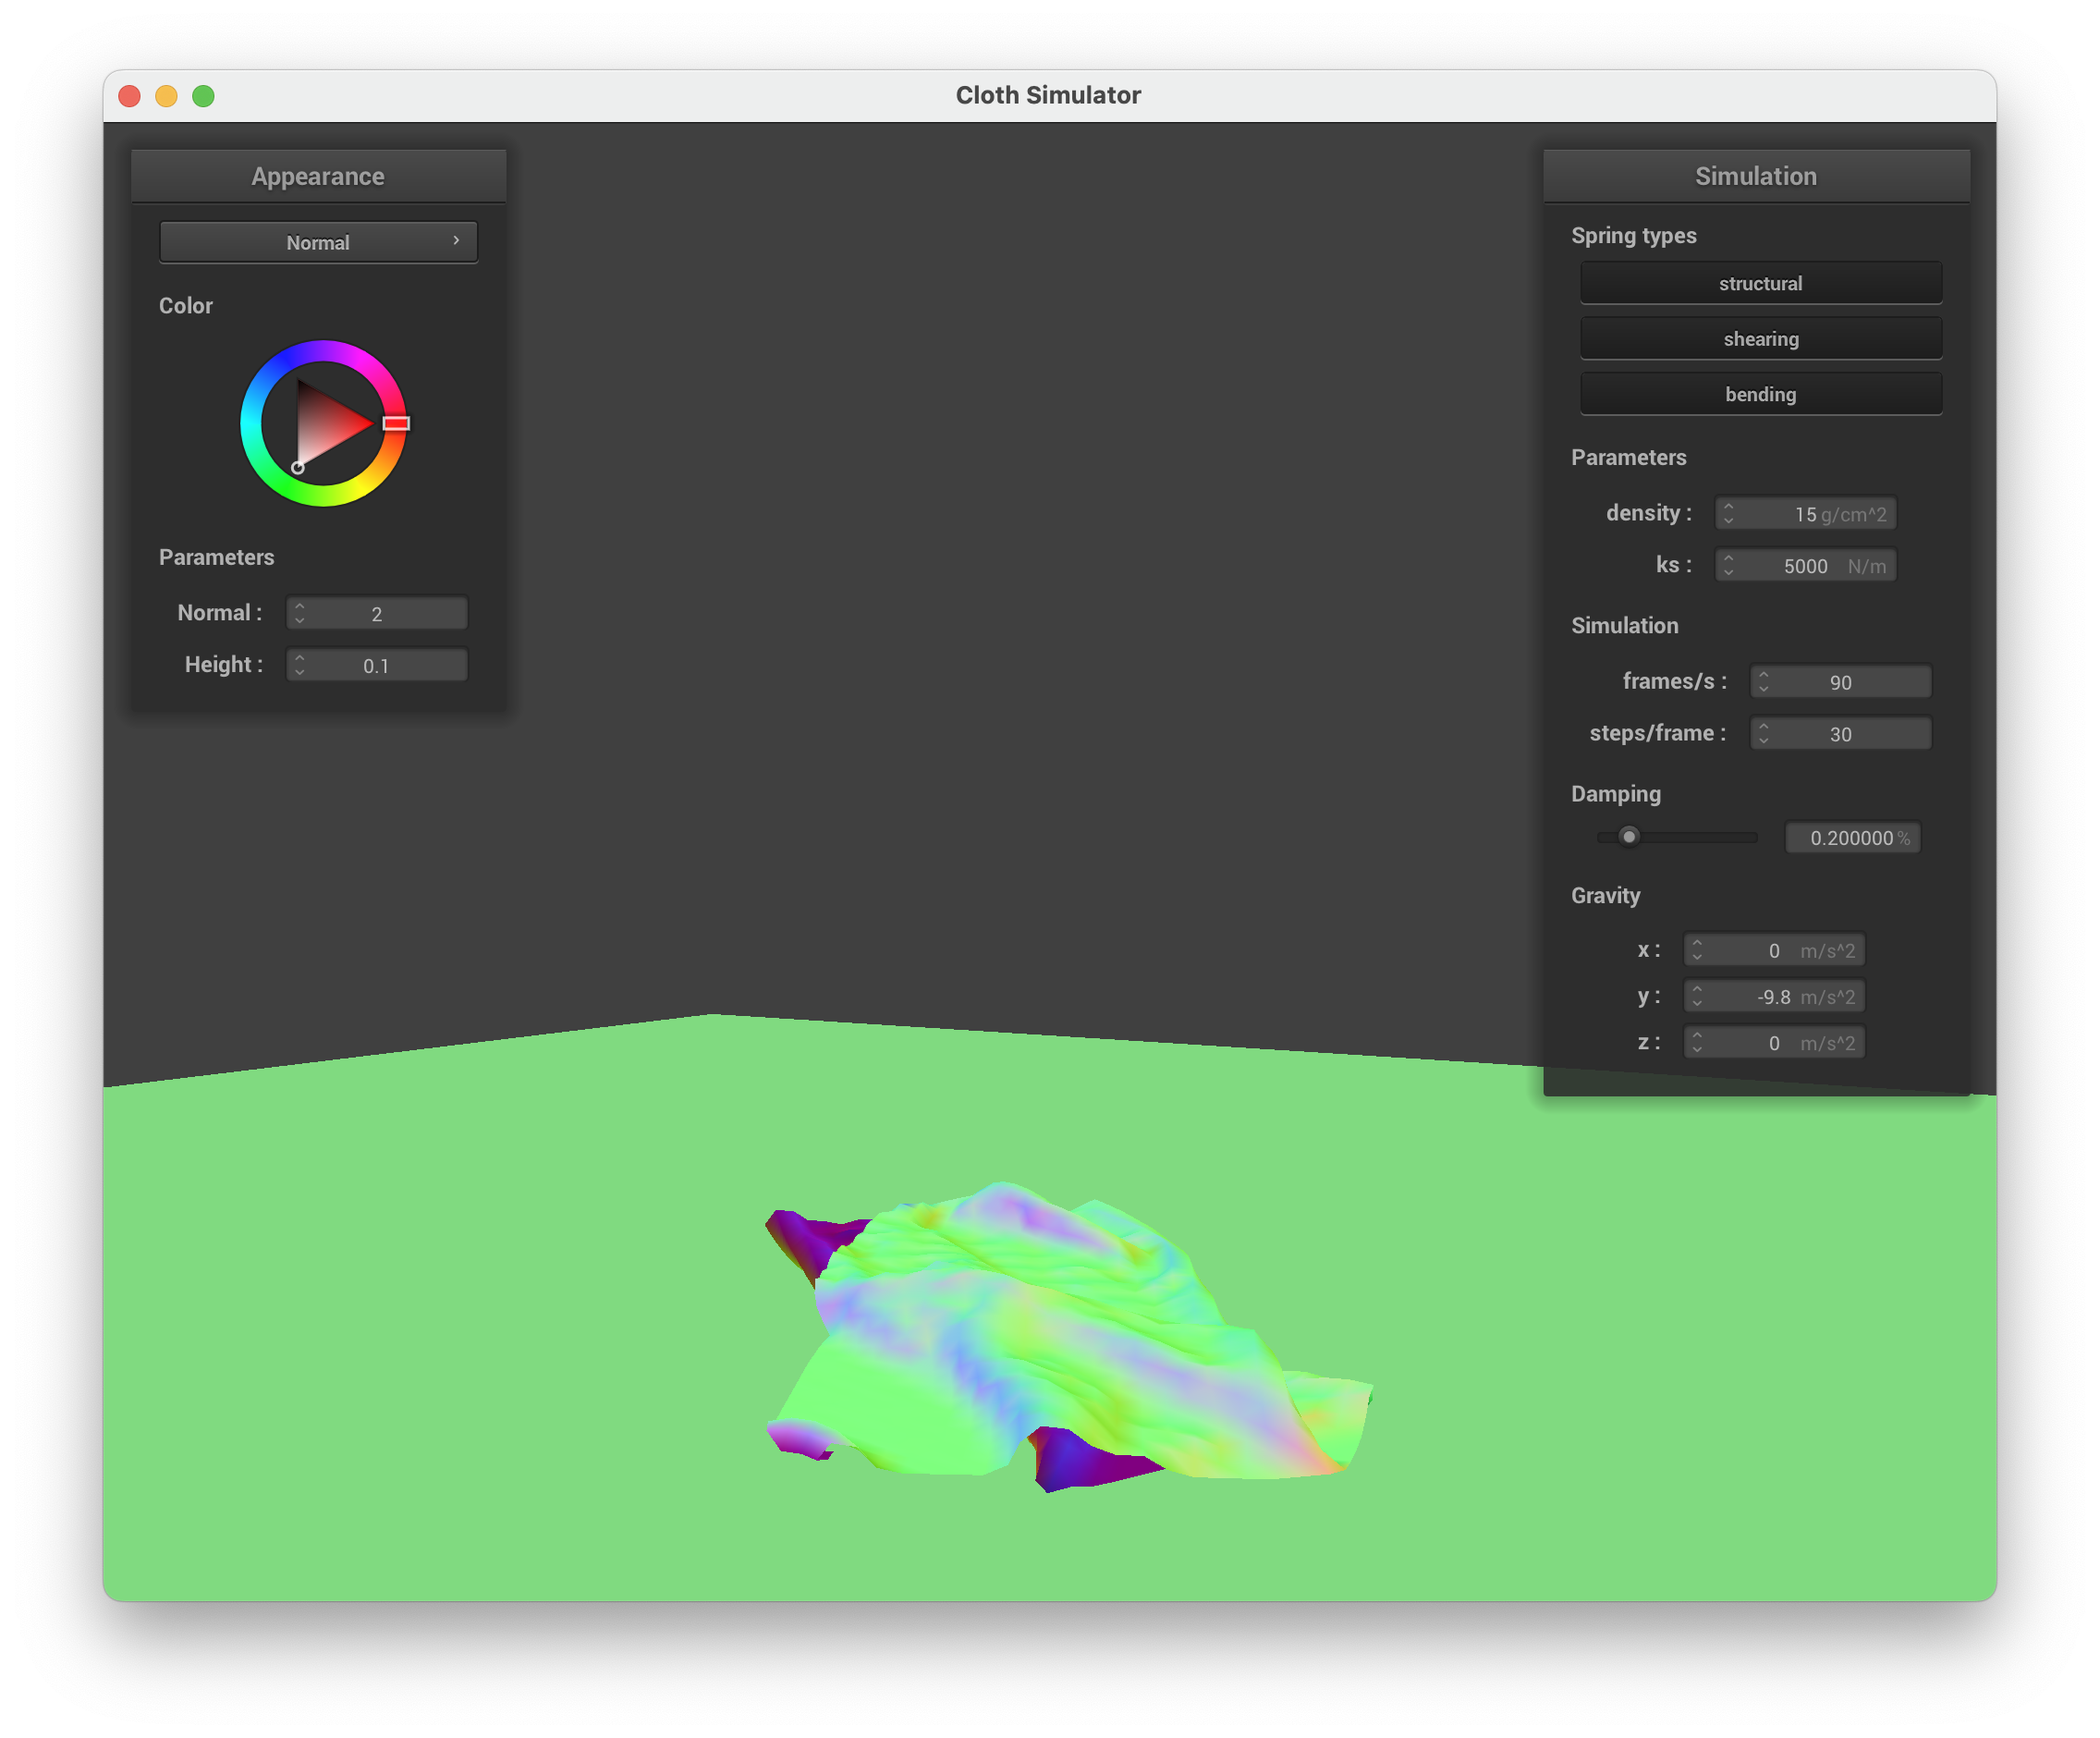 Cloth Simulator
Appearance
Normal
Color
Parameters
Normal : 2
Height : 0.1
Simulation
Spring types
structural
shearing
bending
Parameters
density : 15 g/cm^2
ks : 5000 N/m
Simulation
frames/s : 90
steps/frame : 30
Damping
0.200000 %
Gravity
x : 0 m/s^2
y : -9.8 m/s^2
z : 0 m/s^2